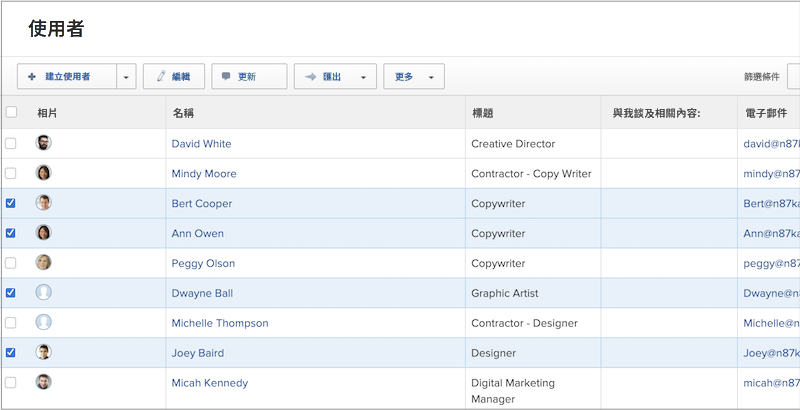 使用者
建立使用者 編輯 更新 匯出 更多 篩選條件
相片 名稱 標題 與我談及相關內容: 電子郵件
David White Creative Director david@n87k
Mindy Moore Contractor - Copy Writer mindy@n87
Bert Cooper Copywriter Bert@n87ka
Ann Owen Copywriter Ann@n87ka
Peggy Olson Copywriter peggy@n87
Dwayne Ball Graphic Artist Dwayne@n
Michelle Thompson Contractor - Designer Michelle@n
Joey Baird Designer Joey@n87k
Micah Kennedy Digital Marketing micah@n87
Manager